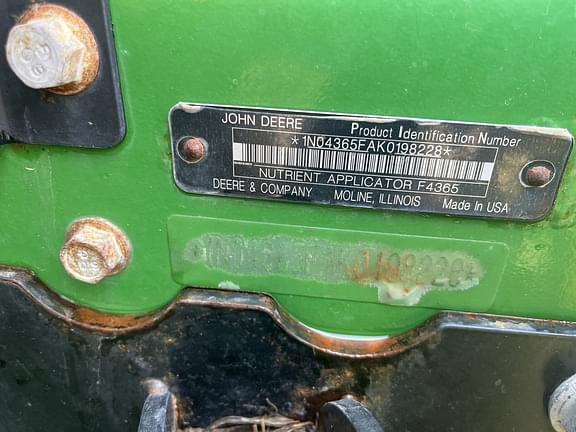 JOHN DEERE Product Identification Number
*1N04365FAK0198228*
NUTRIENT APPLICATOR F4365
DEERE & COMPANY MOLINE, ILLINOIS Made In USA